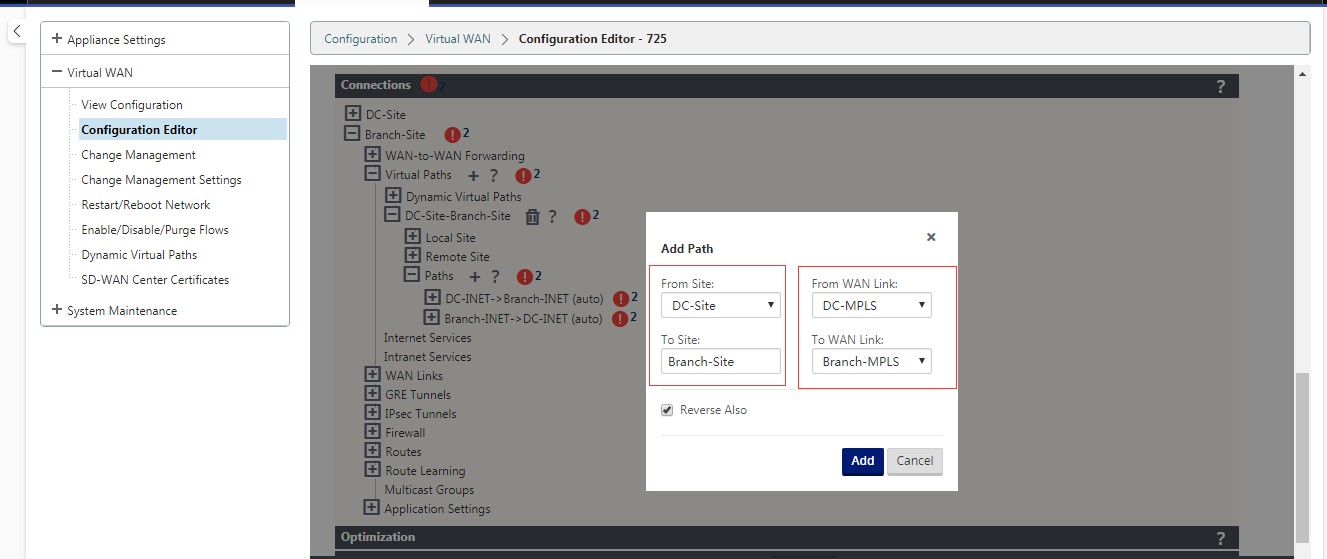 Appliance Settings
Virtual WAN
View Configuration
Configuration Editor
Change Management
Change Management Settings
Restart/Reboot Network
Enable/Disable/Purge Flows
Dynamic Virtual Paths
SD-WAN Center Certificates
System Maintenance
Configuration > Virtual WAN > Configuration Editor - 725
Connections ! 2 ?
DC-Site
Branch-Site ! 2
WAN-to-WAN Forwarding
Virtual Paths + ? ! 2
Dynamic Virtual Paths
DC-Site-Branch-Site ? ! 2
Local Site
Remote Site
Paths + ? ! 2
DC-INET->Branch-INET (auto) ! 2
Branch-INET->DC-INET (auto) ! 2
Internet Services
Intranet Services
WAN Links
GRE Tunnels
IPsec Tunnels
Firewall
Routes
Route Learning
Multicast Groups
Application Settings
Optimization ?
Add Path ×
From Site: From WAN Link:
DC-Site DC-MPLS
To Site: To WAN Link:
Branch-Site Branch-MPLS
Reverse Also
Add Cancel